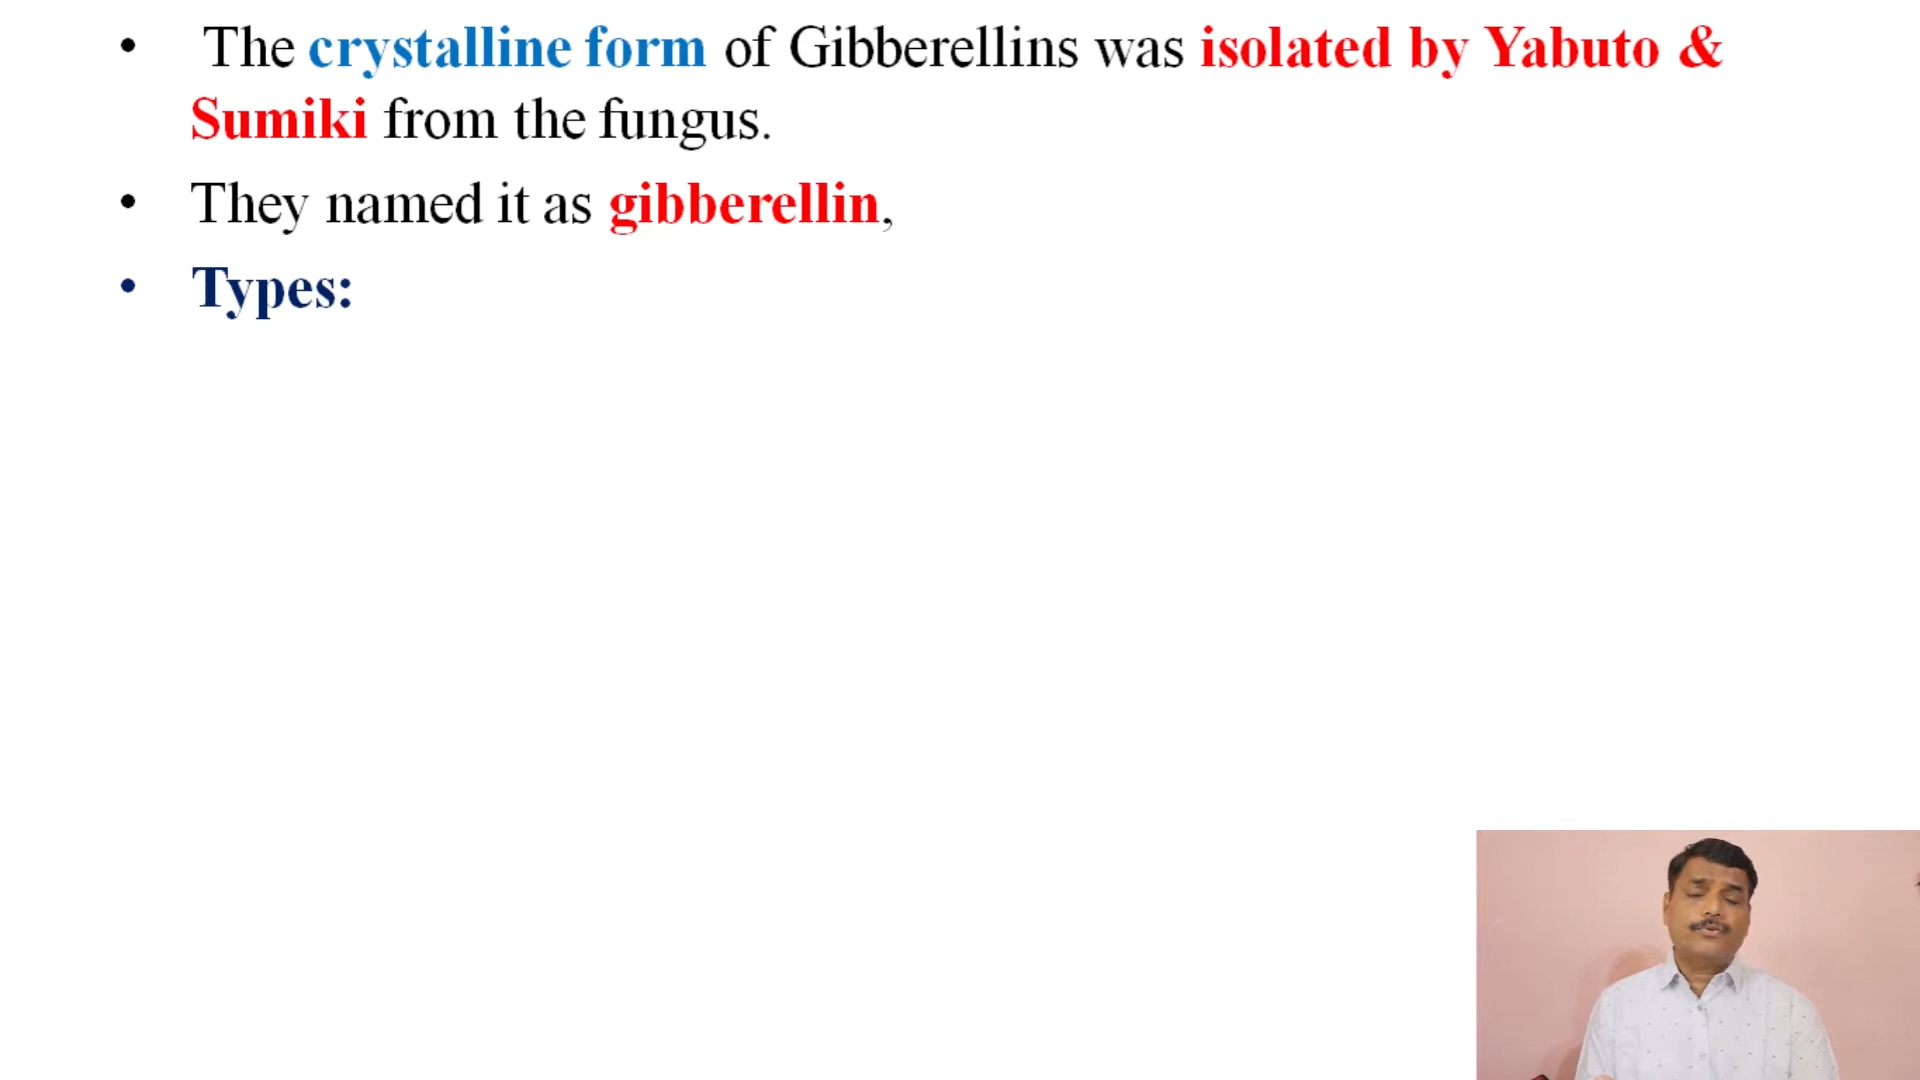 • The crystalline form of Gibberellins was isolated by Yabuto &
Sumiki from the fungus.
• They named it as gibberellin,
• Types: